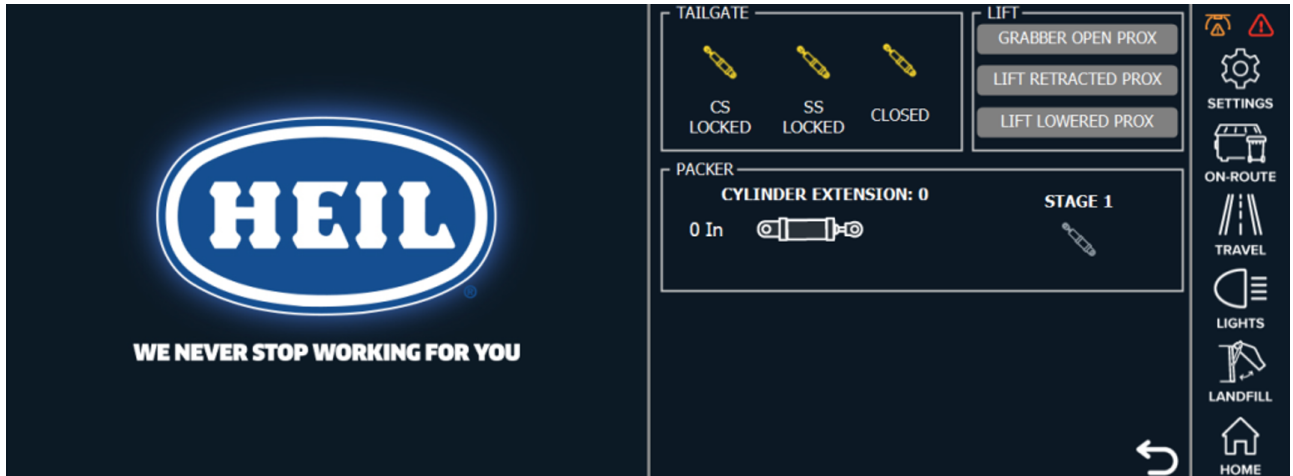 HEIL
®
WE NEVER STOP WORKING FOR YOU
TAILGATE
CS
LOCKED
SS
LOCKED
CLOSED
LIFT
GRABBER OPEN PROX
LIFT RETRACTED PROX
LIFT LOWERED PROX
PACKER
CYLINDER EXTENSION: 0
0 In
STAGE 1
SETTINGS
ON-ROUTE
TRAVEL
LIGHTS
LANDFILL
HOME